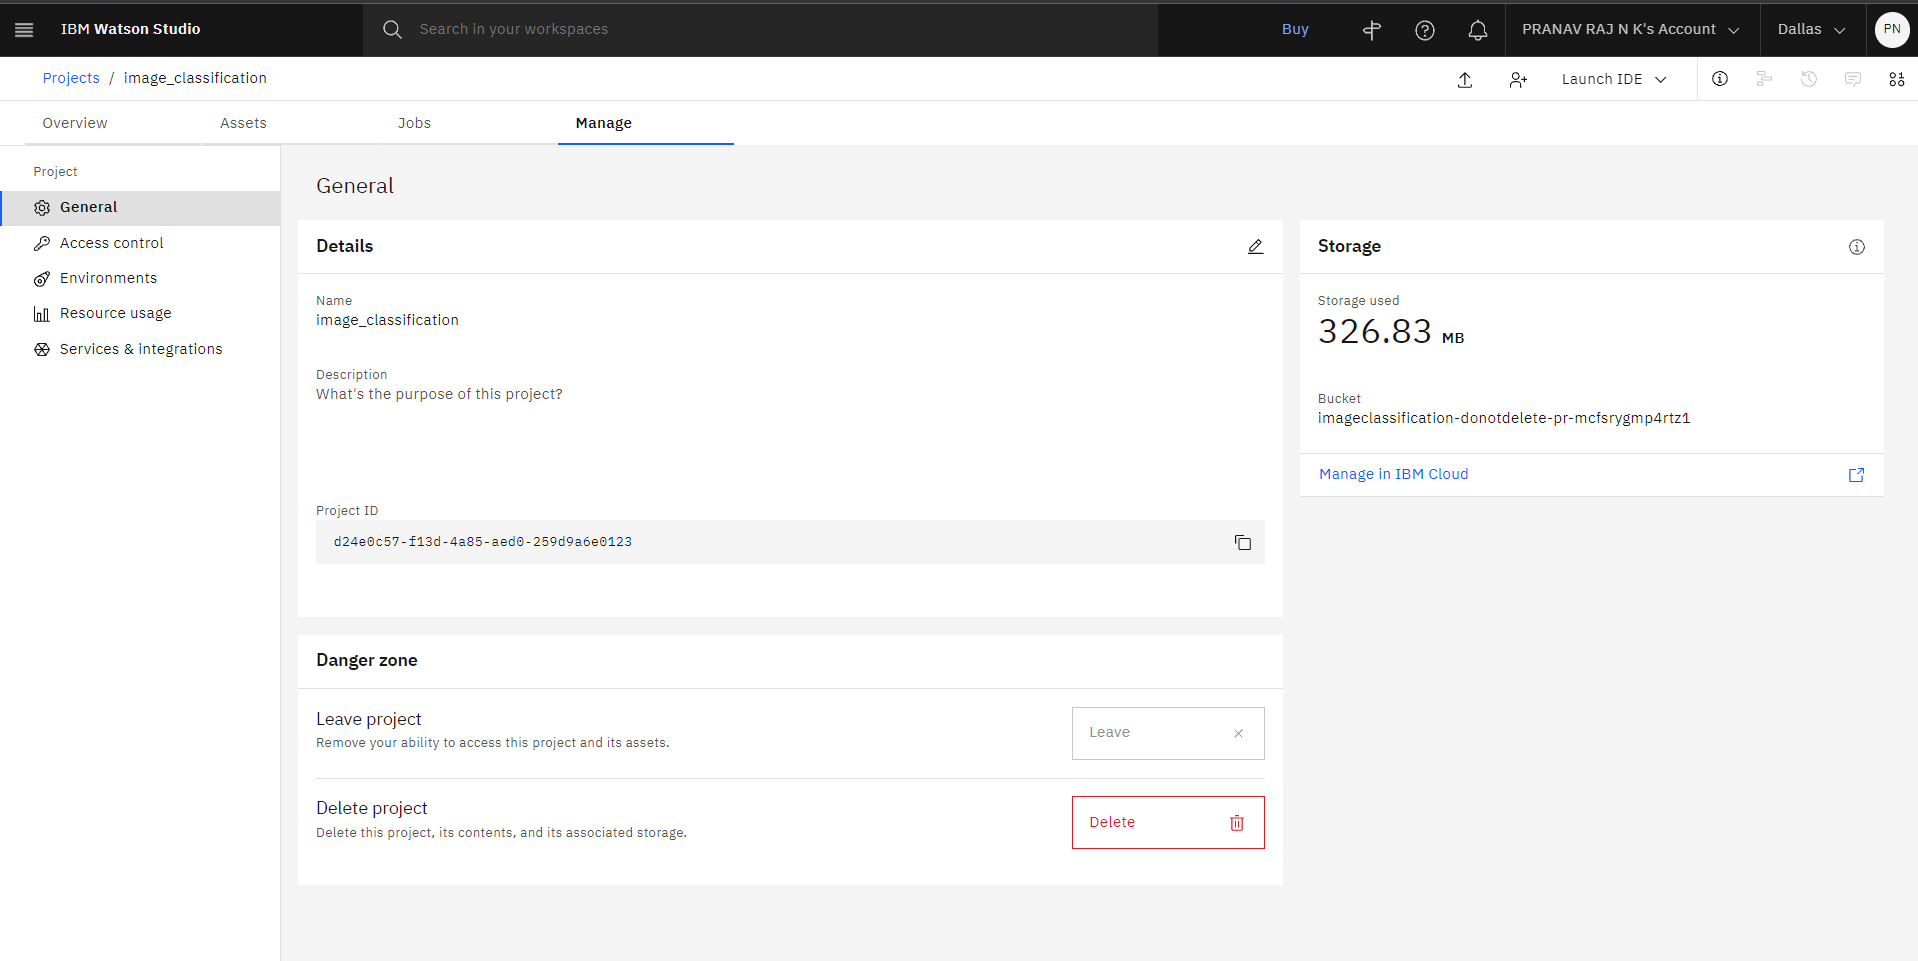 IBM Watson Studio
Search in your workspaces
Buy
PRANAV RAJ N K's Account
Dallas
PN
Projects / image_classification
Launch IDE
Overview
Assets
Jobs
Manage
Project
General
Access control
Environments
Resource usage
Services & integrations
General
Details
Name
image_classification
Description
What's the purpose of this project?
Project ID
d24e0c57-f13d-4a85-aed0-259d9a6e0123
Storage
Storage used
326.83 MB
Bucket
imageclassification-donotdelete-pr-mcfsrygmp4rtz1
Manage in IBM Cloud
Danger zone
Leave project
Remove your ability to access this project and its assets.
Leave
Delete project
Delete this project, its contents, and its associated storage.
Delete